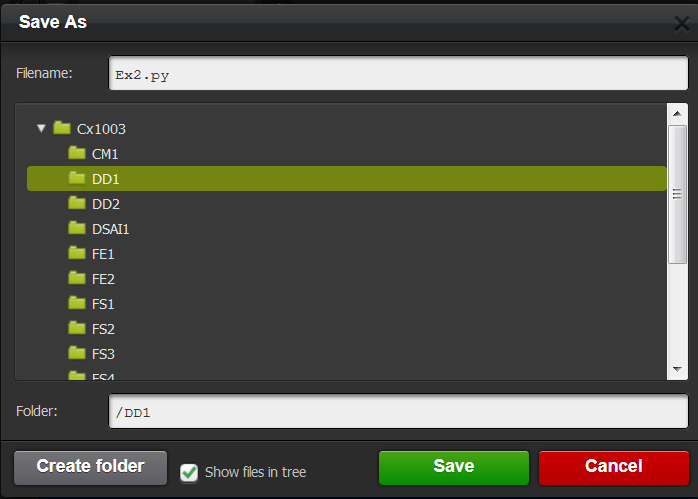 Save As
Filename:
Ex2.py
Cx1003
CM1
DD1
DD2
DSAI1
FE1
FE2
FS1
FS2
FS3
FS4
Folder:
/DD1
Create folder
Show files in tree
Save
Cancel